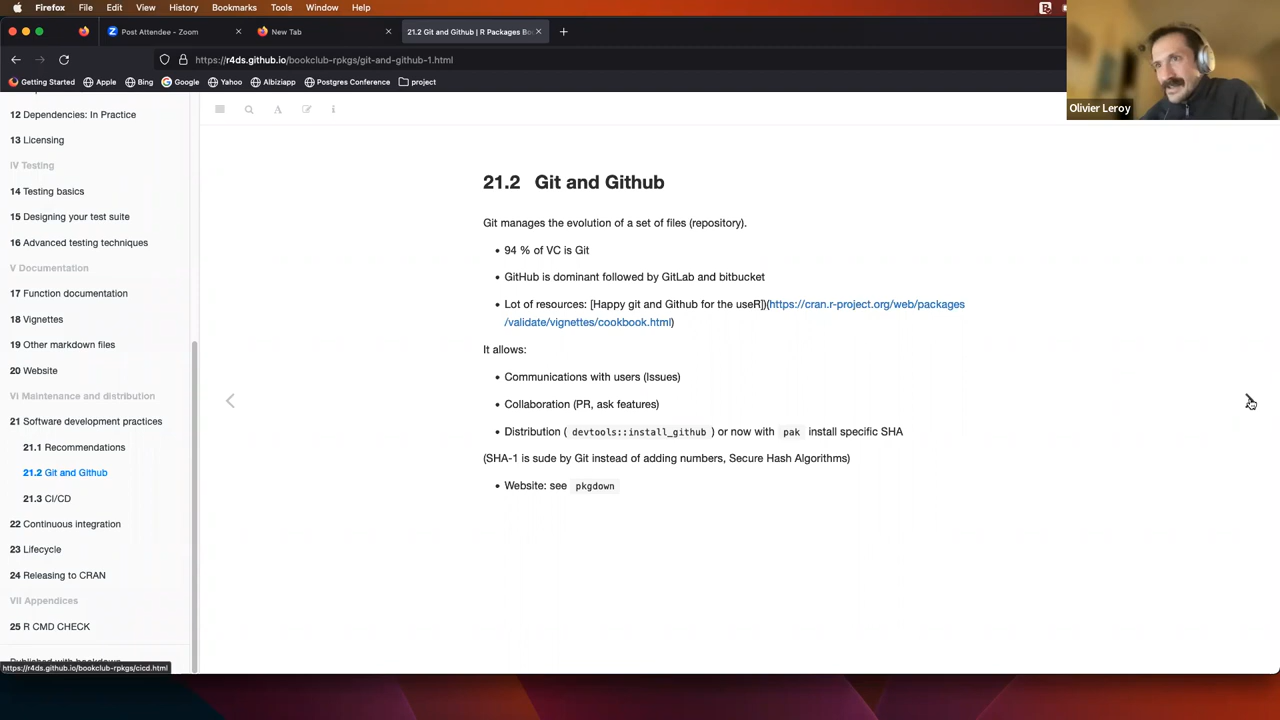 Firefox File Edit View History Bookmarks Tools Window Help
Post Attendee - Zoom
New Tab
21.2 Git and Github | R Packages Bo
https://r4ds.github.io/bookclub-rpkgs/git-and-github-1.html
Getting Started Apple Bing Google Yahoo Albiziapp Postgres Conference project
Olivier Leroy
12 Dependencies: In Practice
13 Licensing
IV Testing
14 Testing basics
15 Designing your test suite
16 Advanced testing techniques
V Documentation
17 Function documentation
18 Vignettes
19 Other markdown files
20 Website
VI Maintenance and distribution
21 Software development practices
21.1 Recommendations
21.2 Git and Github
21.3 CI/CD
22 Continuous integration
23 Lifecycle
24 Releasing to CRAN
VII Appendices
25 R CMD CHECK
Published with bookdown
https://r4ds.github.io/bookclub-rpkgs/cicd.html
21.2 Git and Github
Git manages the evolution of a set of files (repository).
• 94 % of VC is Git
• GitHub is dominant followed by GitLab and bitbucket
• Lot of resources: [Happy git and Github for the useR])(https://cran.r-project.org/web/packages
/validate/vignettes/cookbook.html)
It allows:
• Communications with users (Issues)
• Collaboration (PR, ask features)
• Distribution ( devtools::install_github ) or now with pak install specific SHA
(SHA-1 is sude by Git instead of adding numbers, Secure Hash Algorithms)
• Website: see pkgdown